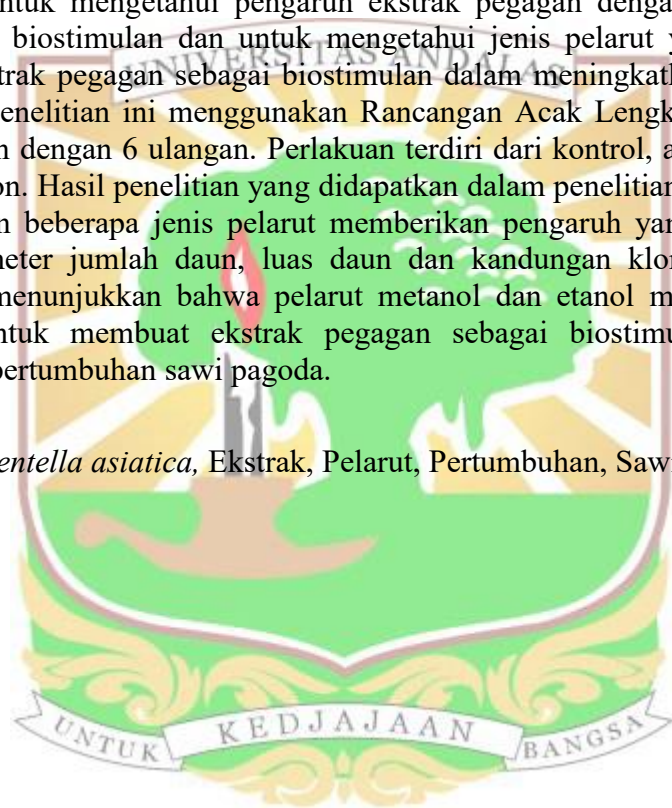 ntuk mengetahui pengaruh ekstrak pegagan denga
biostimulan dan untuk mengetahui jenis pelarut
UNIVERSITAS ANDALAS
trak pegagan sebagai biostimulan dalam meningkat
enelitian ini menggunakan Rancangan Acak Lengk
n dengan 6 ulangan. Perlakuan terdiri dari kontrol, a
on. Hasil penelitian yang didapatkan dalam penelitian
n beberapa jenis pelarut memberikan pengaruh yan
meter jumlah daun, luas daun dan kandungan klor
menunjukkan bahwa pelarut metanol dan etanol m
ntuk membuat ekstrak pegagan sebagai biostimu
pertumbuhan sawi pagoda.
entella asiatica, Ekstrak, Pelarut, Pertumbuhan, Saw
UNTUK KEDJAJAAN BANGSA